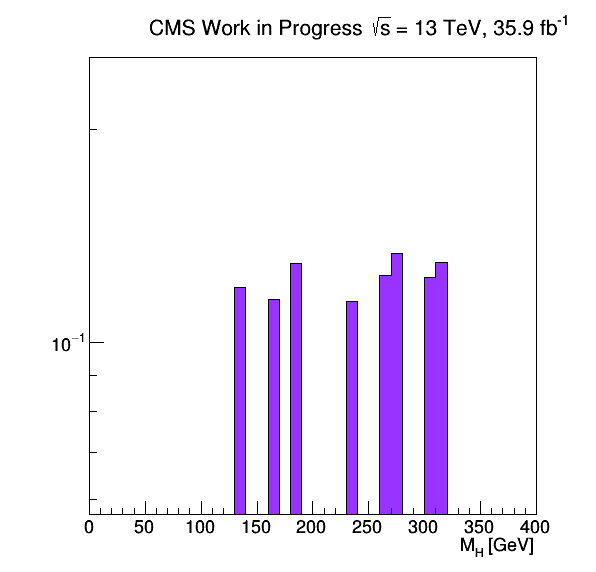 CMS Work in Progress √s = 13 TeV, 35.9 fb⁻¹
10⁻¹
0 50 100 150 200 250 300 350 400
M_H [GeV]